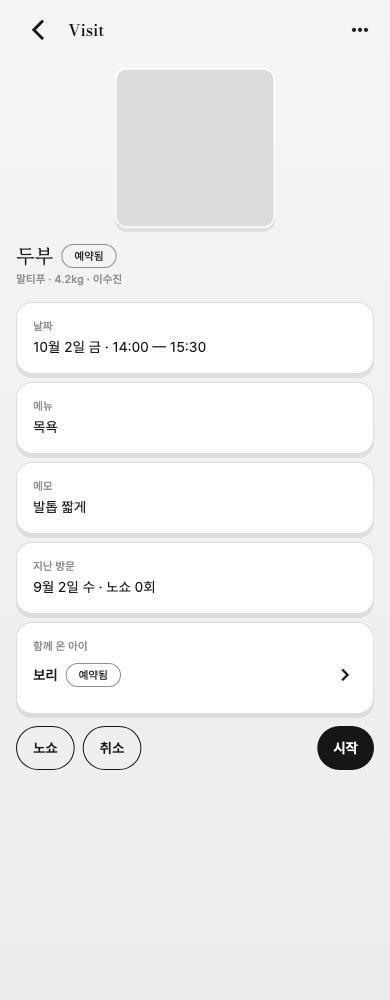 Visit
두부 예약됨
말티푸 · 4.2kg · 이수진
날짜
10월 2일 금 · 14:00 — 15:30
메뉴
목욕
메모
발톱 짧게
지난 방문
9월 2일 수 · 노쇼 0회
함께 온 아이
보리 예약됨
노쇼 취소 시작